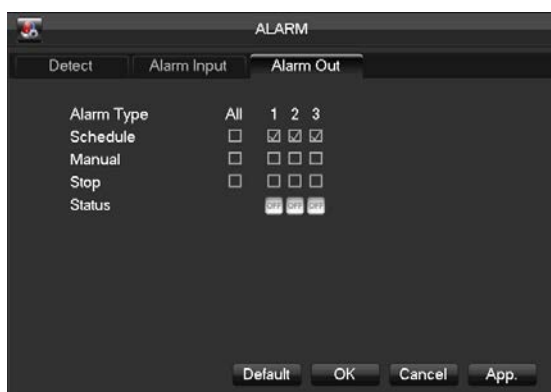 ALARM
Detect Alarm Input Alarm Out
Alarm Type All 1 2 3
Schedule
Manual
Stop
Status OFF OFF OFF
Default OK Cancel App.